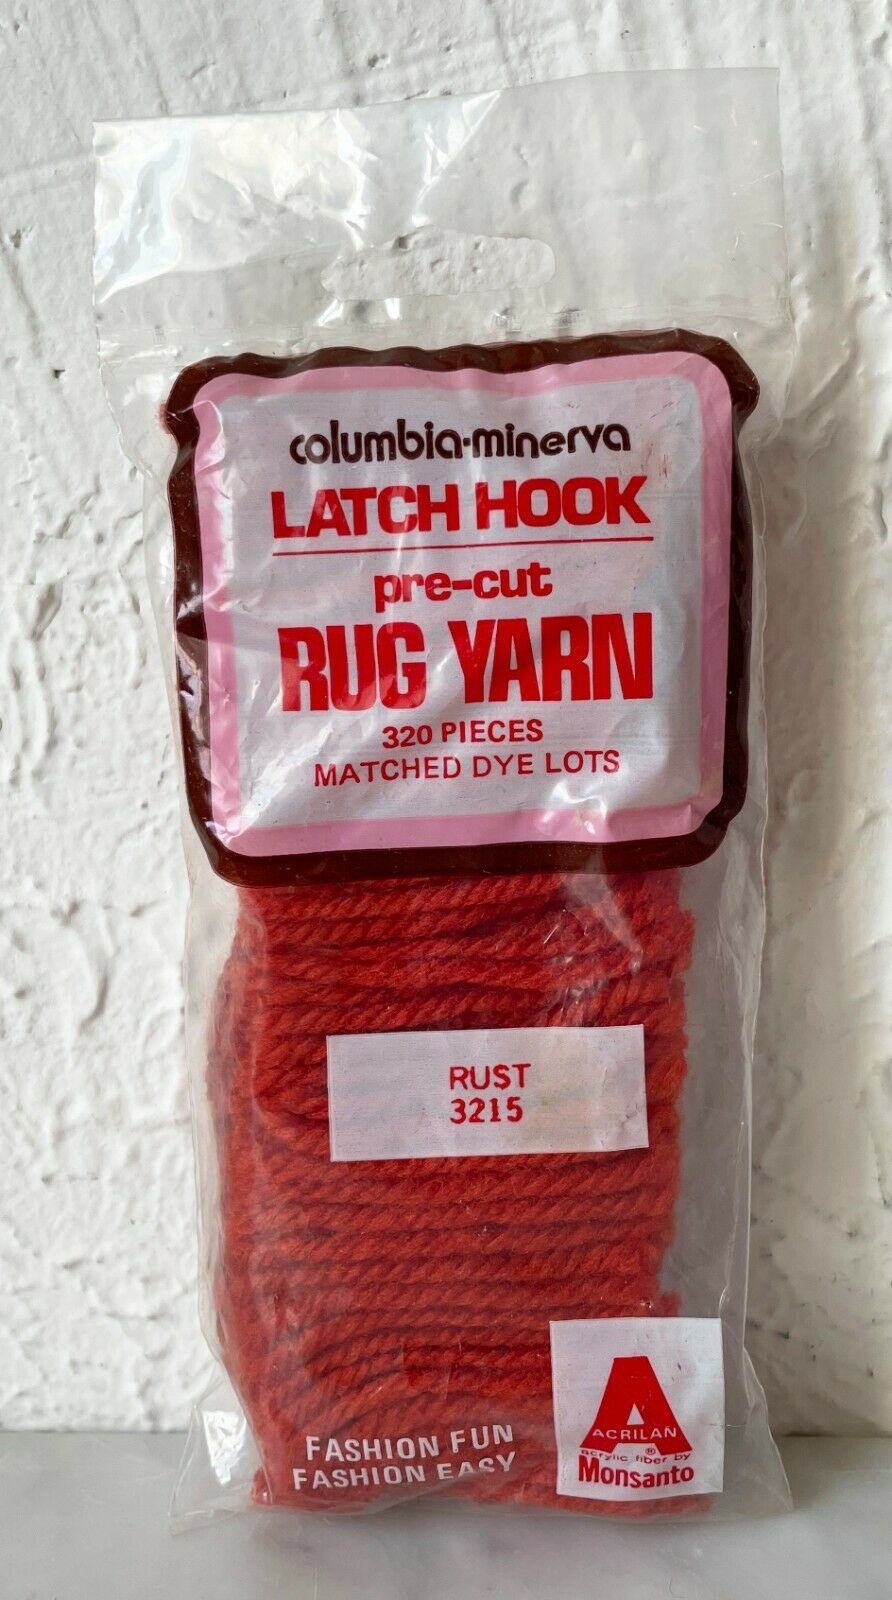 columbia-minerva
LATCH HOOK
pre-cut
RUG YARN
320 PIECES
MATCHED DYE LOTS
RUST
3215
FASHION FUN
FASHION EASY
A
ACRILAN
®
acrylic fiber by
Monsanto